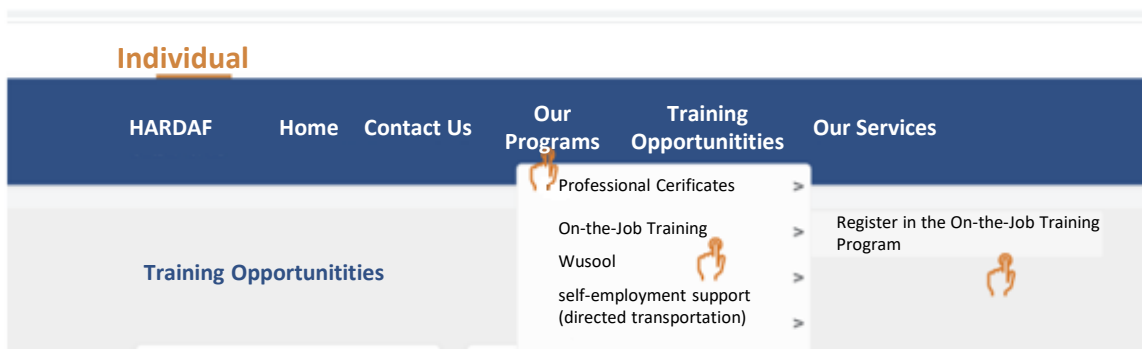 Individual
HARDAF
Home
Contact Us
Our
Programs
Training
Opportunitities
Our Services
Professional Cerificates
>
On-the-Job Training
>
Register in the On-the-Job Training
Program
Wusool
>
self-employment support
(directed transportation)
>
Training Opportunitities